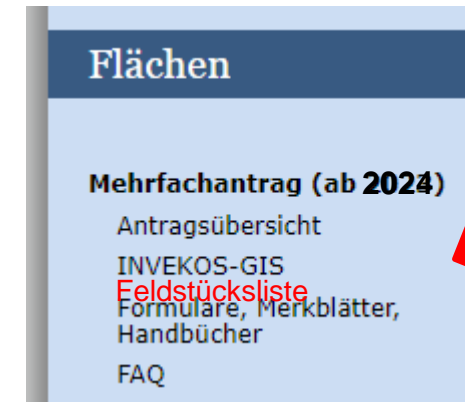 Flächen
Mehrfachantrag (ab 2024)
Antragsübersicht
INVEKOS-GIS
Feldstücksliste
Formulare, Merkblätter,
Handbücher
FAQ